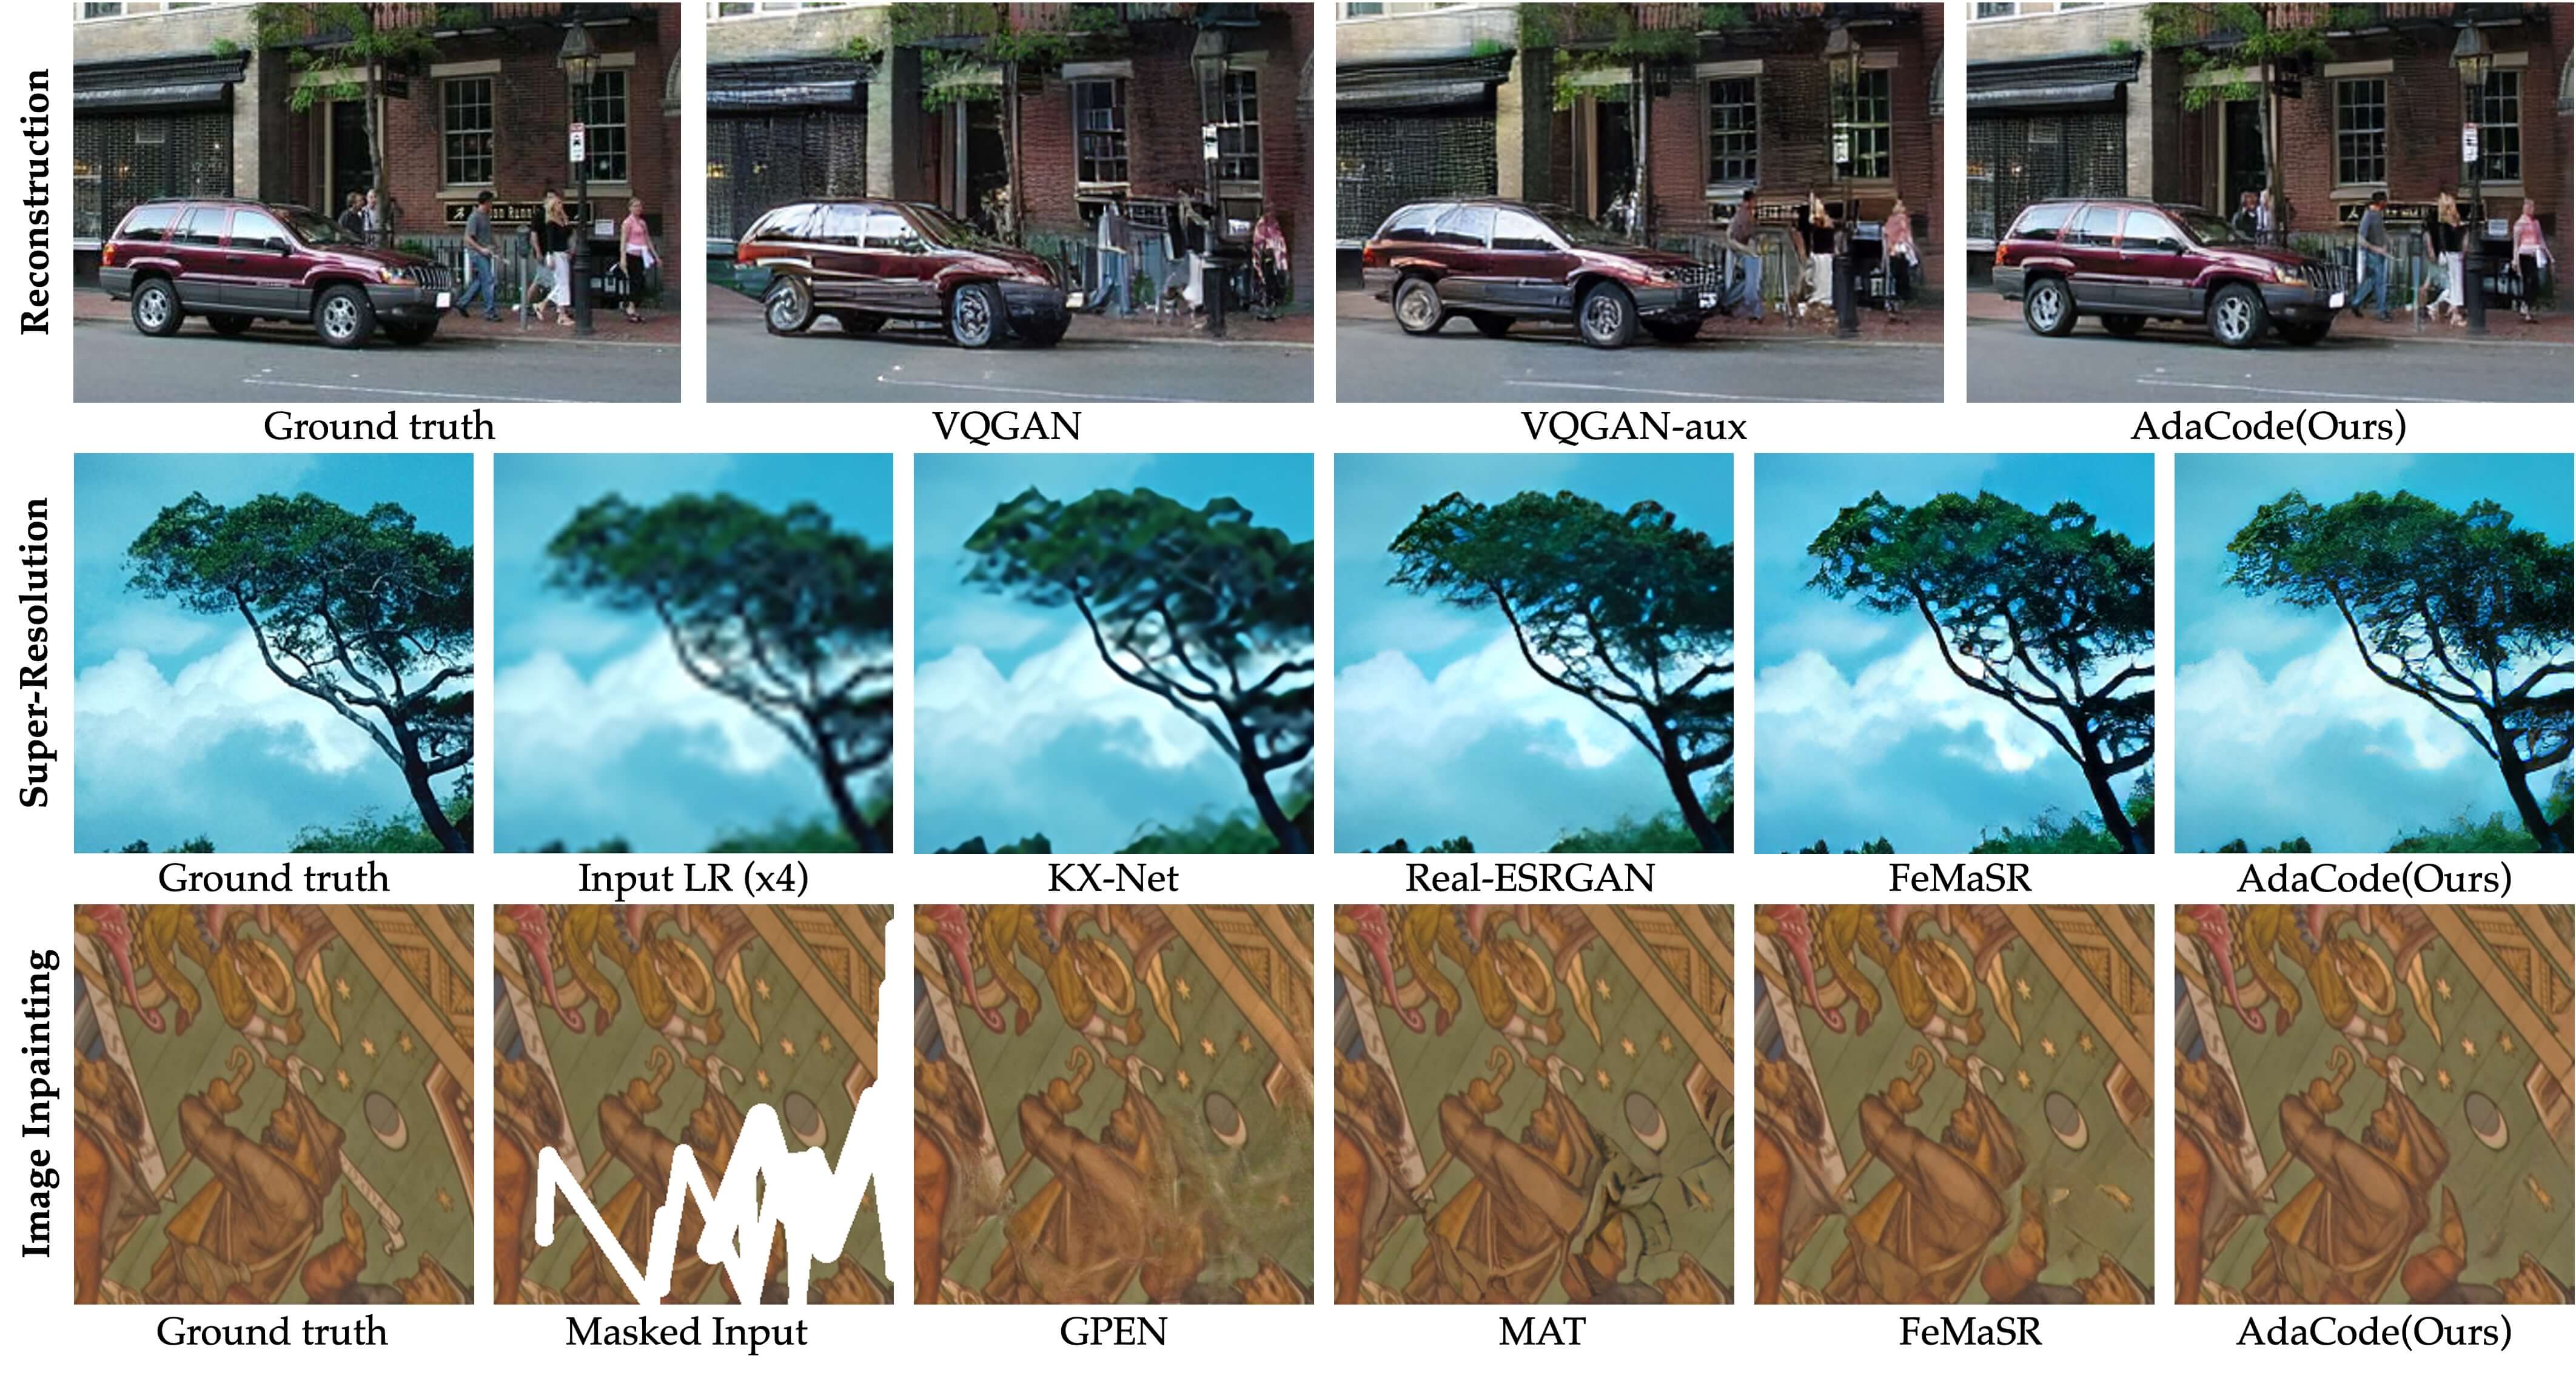 Reconstruction
Ground truth
VQGAN
VQGAN-aux
AdaCode(Ours)
Super-Resolution
Ground truth
Input LR (x4)
KX-Net
Real-ESRGAN
FeMaSR
AdaCode(Ours)
Image Inpainting
Ground truth
Masked Input
GPEN
MAT
FeMaSR
AdaCode(Ours)